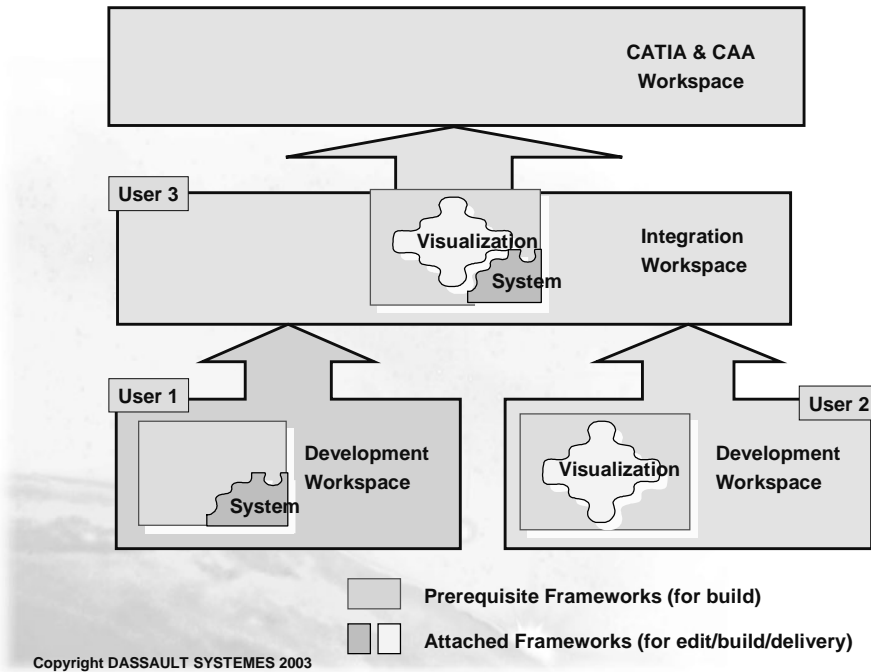 CATIA & CAA
Workspace
User 3
Visualization
System
Integration
Workspace
User 1
System
Development
Workspace
User 2
Visualization
Development
Workspace
Prerequisite Frameworks (for build)
Attached Frameworks (for edit/build/delivery)
Copyright DASSAULT SYSTEMES 2003